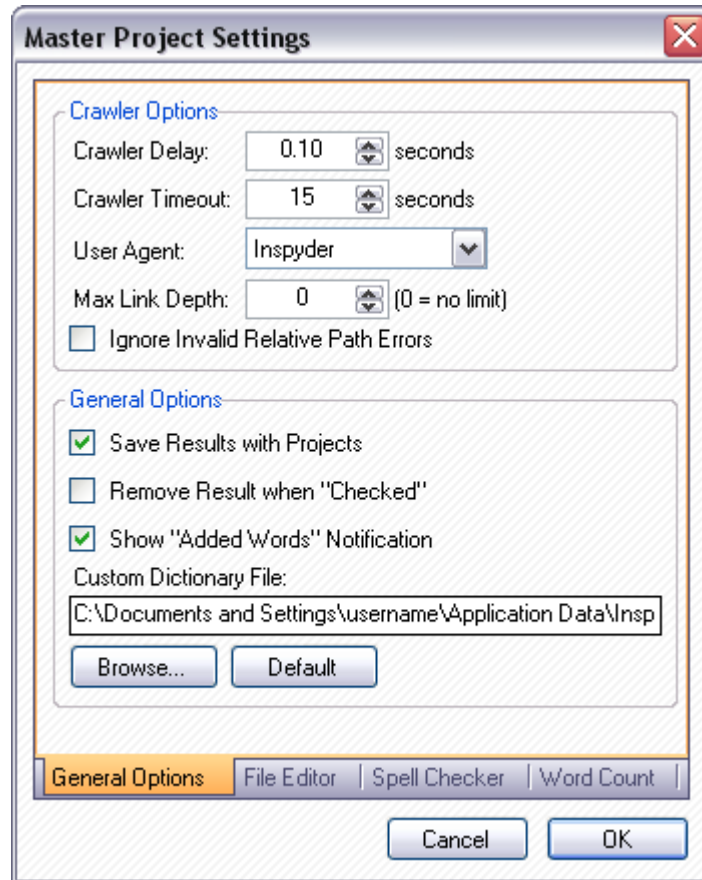 Master Project Settings
Crawler Options
Crawler Delay: 0.10 seconds
Crawler Timeout: 15 seconds
User Agent: Inspyder
Max Link Depth: 0 (0 = no limit)
Ignore Invalid Relative Path Errors
General Options
Save Results with Projects
Remove Result when "Checked"
Show "Added Words" Notification
Custom Dictionary File:
C:\Documents and Settings\username\Application Data\Insp
Browse... Default
General Options File Editor Spell Checker Word Count
Cancel OK